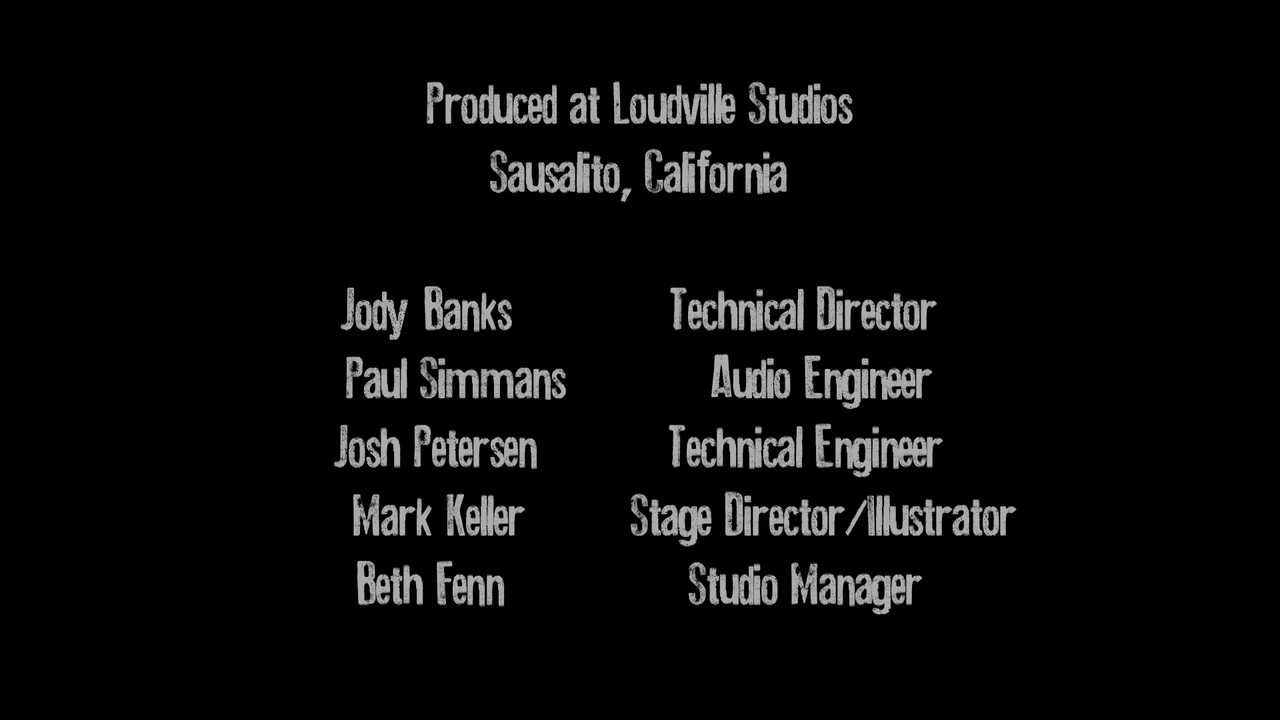 Produced at Loudville Studios
Sausalito, California
Jody Banks Technical Director
Paul Simmans Audio Engineer
Josh Petersen Technical Engineer
Mark Keller Stage Director/Illustrator
Beth Fenn Studio Manager